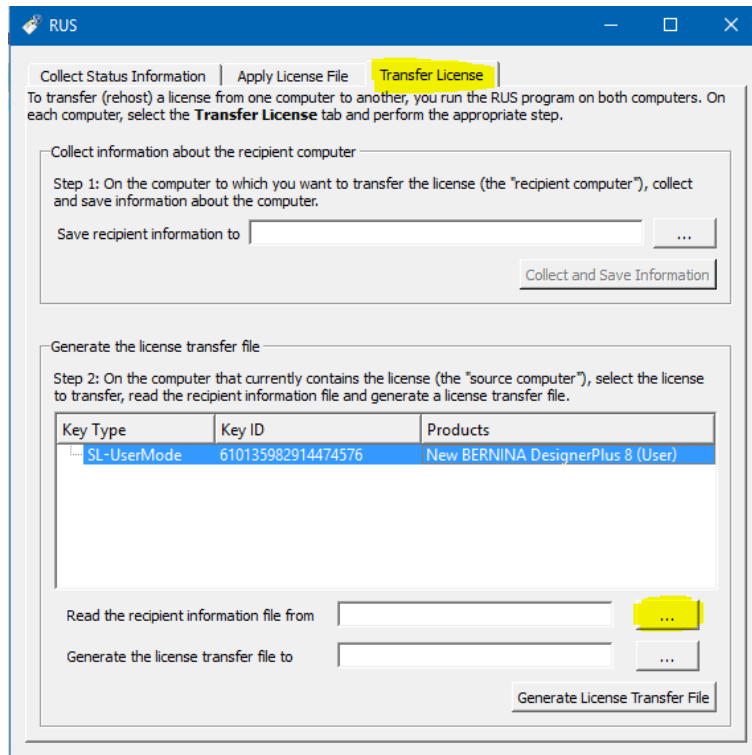 RUS
Collect Status Information Apply License File Transfer License
To transfer (rehost) a license from one computer to another, you run the RUS program on both computers. On
each computer, select the Transfer License tab and perform the appropriate step.
Collect information about the recipient computer
Step 1: On the computer to which you want to transfer the license (the "recipient computer"), collect
and save information about the computer.
Save recipient information to ...
Collect and Save Information
Generate the license transfer file
Step 2: On the computer that currently contains the license (the "source computer"), select the license
to transfer, read the recipient information file and generate a license transfer file.
Key Type Key ID Products
SL-UserMode 610135982914474576 New BERNINA DesignerPlus 8 (User)
Read the recipient information file from ...
Generate the license transfer file to ...
Generate License Transfer File